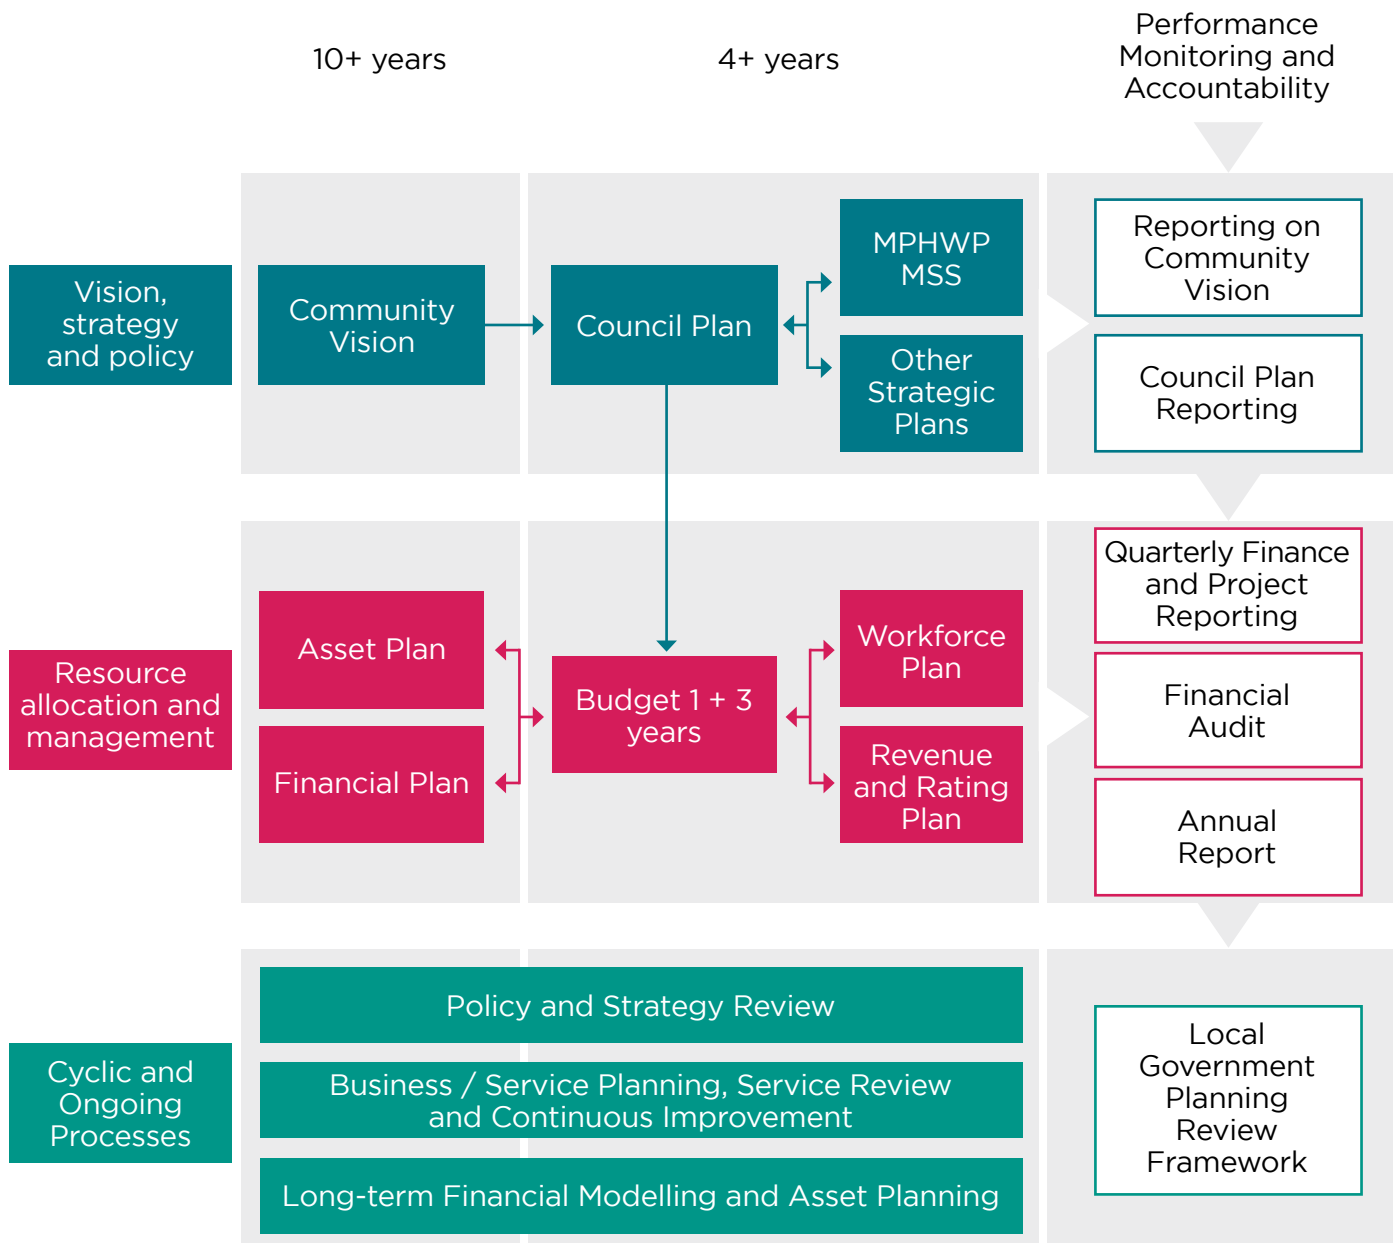 10+ years
4+ years
Performance
Monitoring and
Accountability
Vision,
strategy
and policy
Community
Vision
Council Plan
MPHWP
MSS
Other
Strategic
Plans
Reporting on
Community
Vision
Council Plan
Reporting
Resource
allocation and
management
Asset Plan
Financial Plan
Budget 1 + 3
years
Workforce
Plan
Revenue
and Rating
Plan
Quarterly Finance
and Project
Reporting
Financial
Audit
Annual
Report
Cyclic and
Ongoing
Processes
Policy and Strategy Review
Business / Service Planning, Service Review
and Continuous Improvement
Long-term Financial Modelling and Asset Planning
Local
Government
Planning
Review
Framework